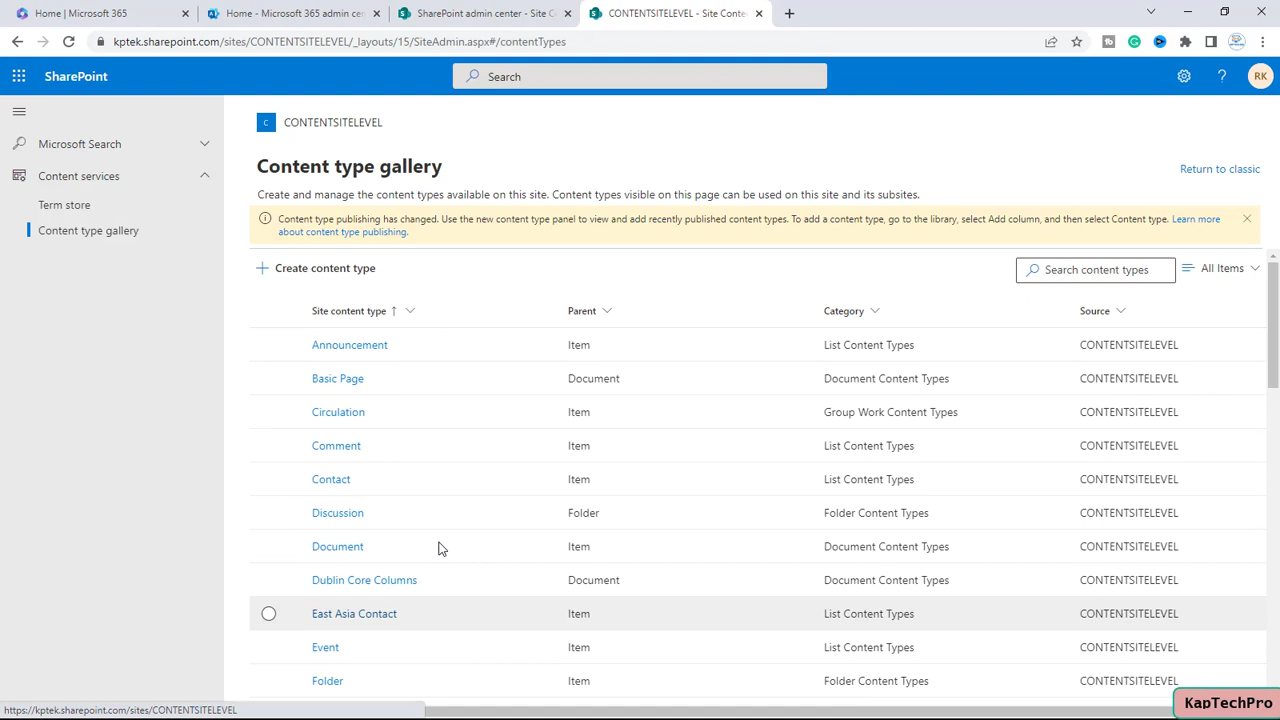 Home | Microsoft 365
Home - Microsoft 365 admin cen
SharePoint admin center - Site C
CONTENTSITELEVEL - Site Conte
kptek.sharepoint.com/sites/CONTENTSITELEVEL/_layouts/15/SiteAdmin.aspx#/contentTypes
SharePoint
Search
RK
Microsoft Search
Content services
Term store
Content type gallery
C CONTENTSITELEVEL
Content type gallery
Return to classic
Create and manage the content types available on this site. Content types visible on this page can be used on this site and its subsites.
Content type publishing has changed. Use the new content type panel to view and add recently published content types. To add a content type, go to the library, select Add column, and then select Content type. Learn more
about content type publishing.
Create content type
Search content types
All Items
Site content type Parent Category Source
Announcement Item List Content Types CONTENTSITELEVEL
Basic Page Document Document Content Types CONTENTSITELEVEL
Circulation Item Group Work Content Types CONTENTSITELEVEL
Comment Item List Content Types CONTENTSITELEVEL
Contact Item List Content Types CONTENTSITELEVEL
Discussion Folder Folder Content Types CONTENTSITELEVEL
Document Item Document Content Types CONTENTSITELEVEL
Dublin Core Columns Document Document Content Types CONTENTSITELEVEL
East Asia Contact Item List Content Types CONTENTSITELEVEL
Event Item List Content Types CONTENTSITELEVEL
Folder Item Folder Content Types CONTENTSITELEVEL
https://kptek.sharepoint.com/sites/CONTENTSITELEVEL
KapTechPro